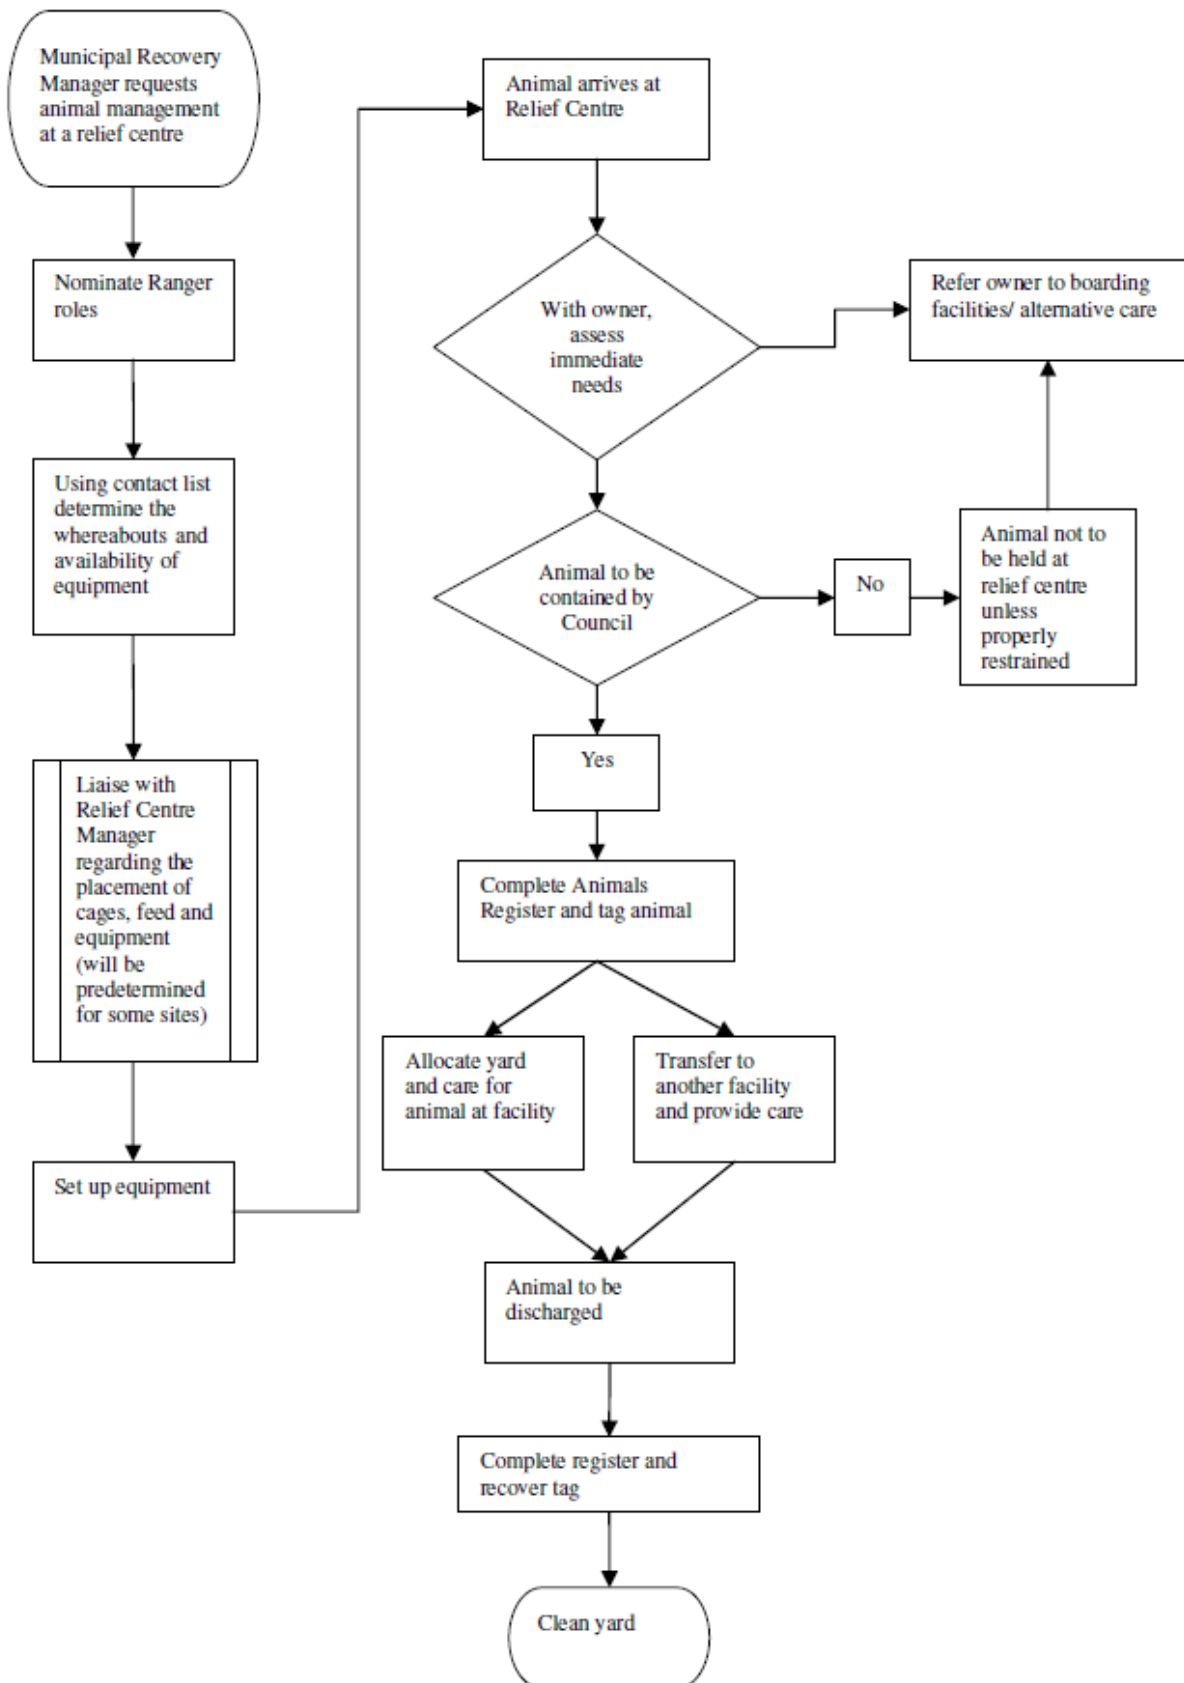 Municipal Recovery
Manager requests
animal management
at a relief centre
Nominate Ranger
roles
Using contact list
determine the
whereabouts and
availability of
equipment
Liaise with
Relief Centre
Manager
regarding the
placement of
cages, feed and
equipment
(will be
predetermined
for some sites)
Set up equipment
Animal arrives at
Relief Centre
With owner,
assess
immediate
needs
Refer owner to boarding
facilities/ alternative care
Animal to be
contained by
Council
No
Animal not to
be held at
relief centre
unless
properly
restrained
Yes
Complete Animals
Register and tag animal
Allocate yard
and care for
animal at facility
Transfer to
another facility
and provide care
Animal to be
discharged
Complete register and
recover tag
Clean yard